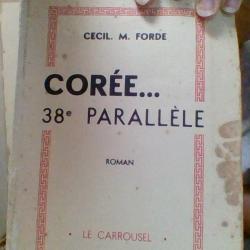 CECIL. M. FORDE
CORÉE...
38e PARALLÈLE
ROMAN
• LE CARROUSEL •